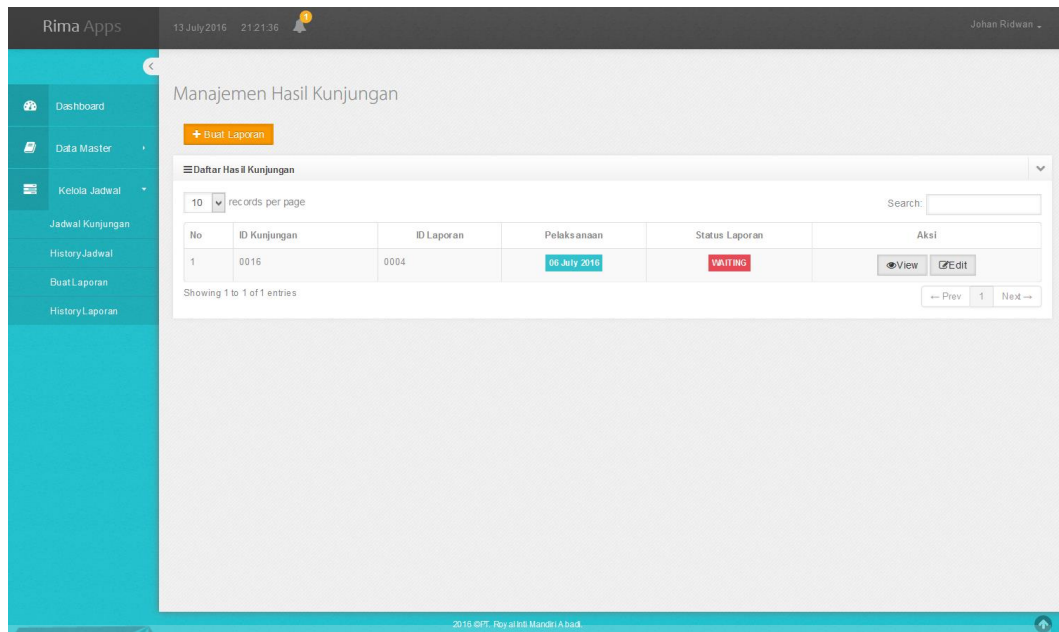 Rima Apps
13 July 2016 21:21:36
1
Johan Ridwan
Dashboard
Data Master
Kelola Jadwal
Jadwal Kunjungan
History Jadwal
Buat Laporan
History Laporan
Manajemen Hasil Kunjungan
+ Buat Laporan
Daftar Hasil Kunjungan
10 records per page
Search:
No ID Kunjungan ID Laporan Pelaksanaan Status Laporan Aksi
1 0016 0004 06 July 2016 WAITING View Edit
Showing 1 to 1 of 1 entries
← Prev 1 Next →
2016 ©PT. Royal Inti Mandiri Abadi.